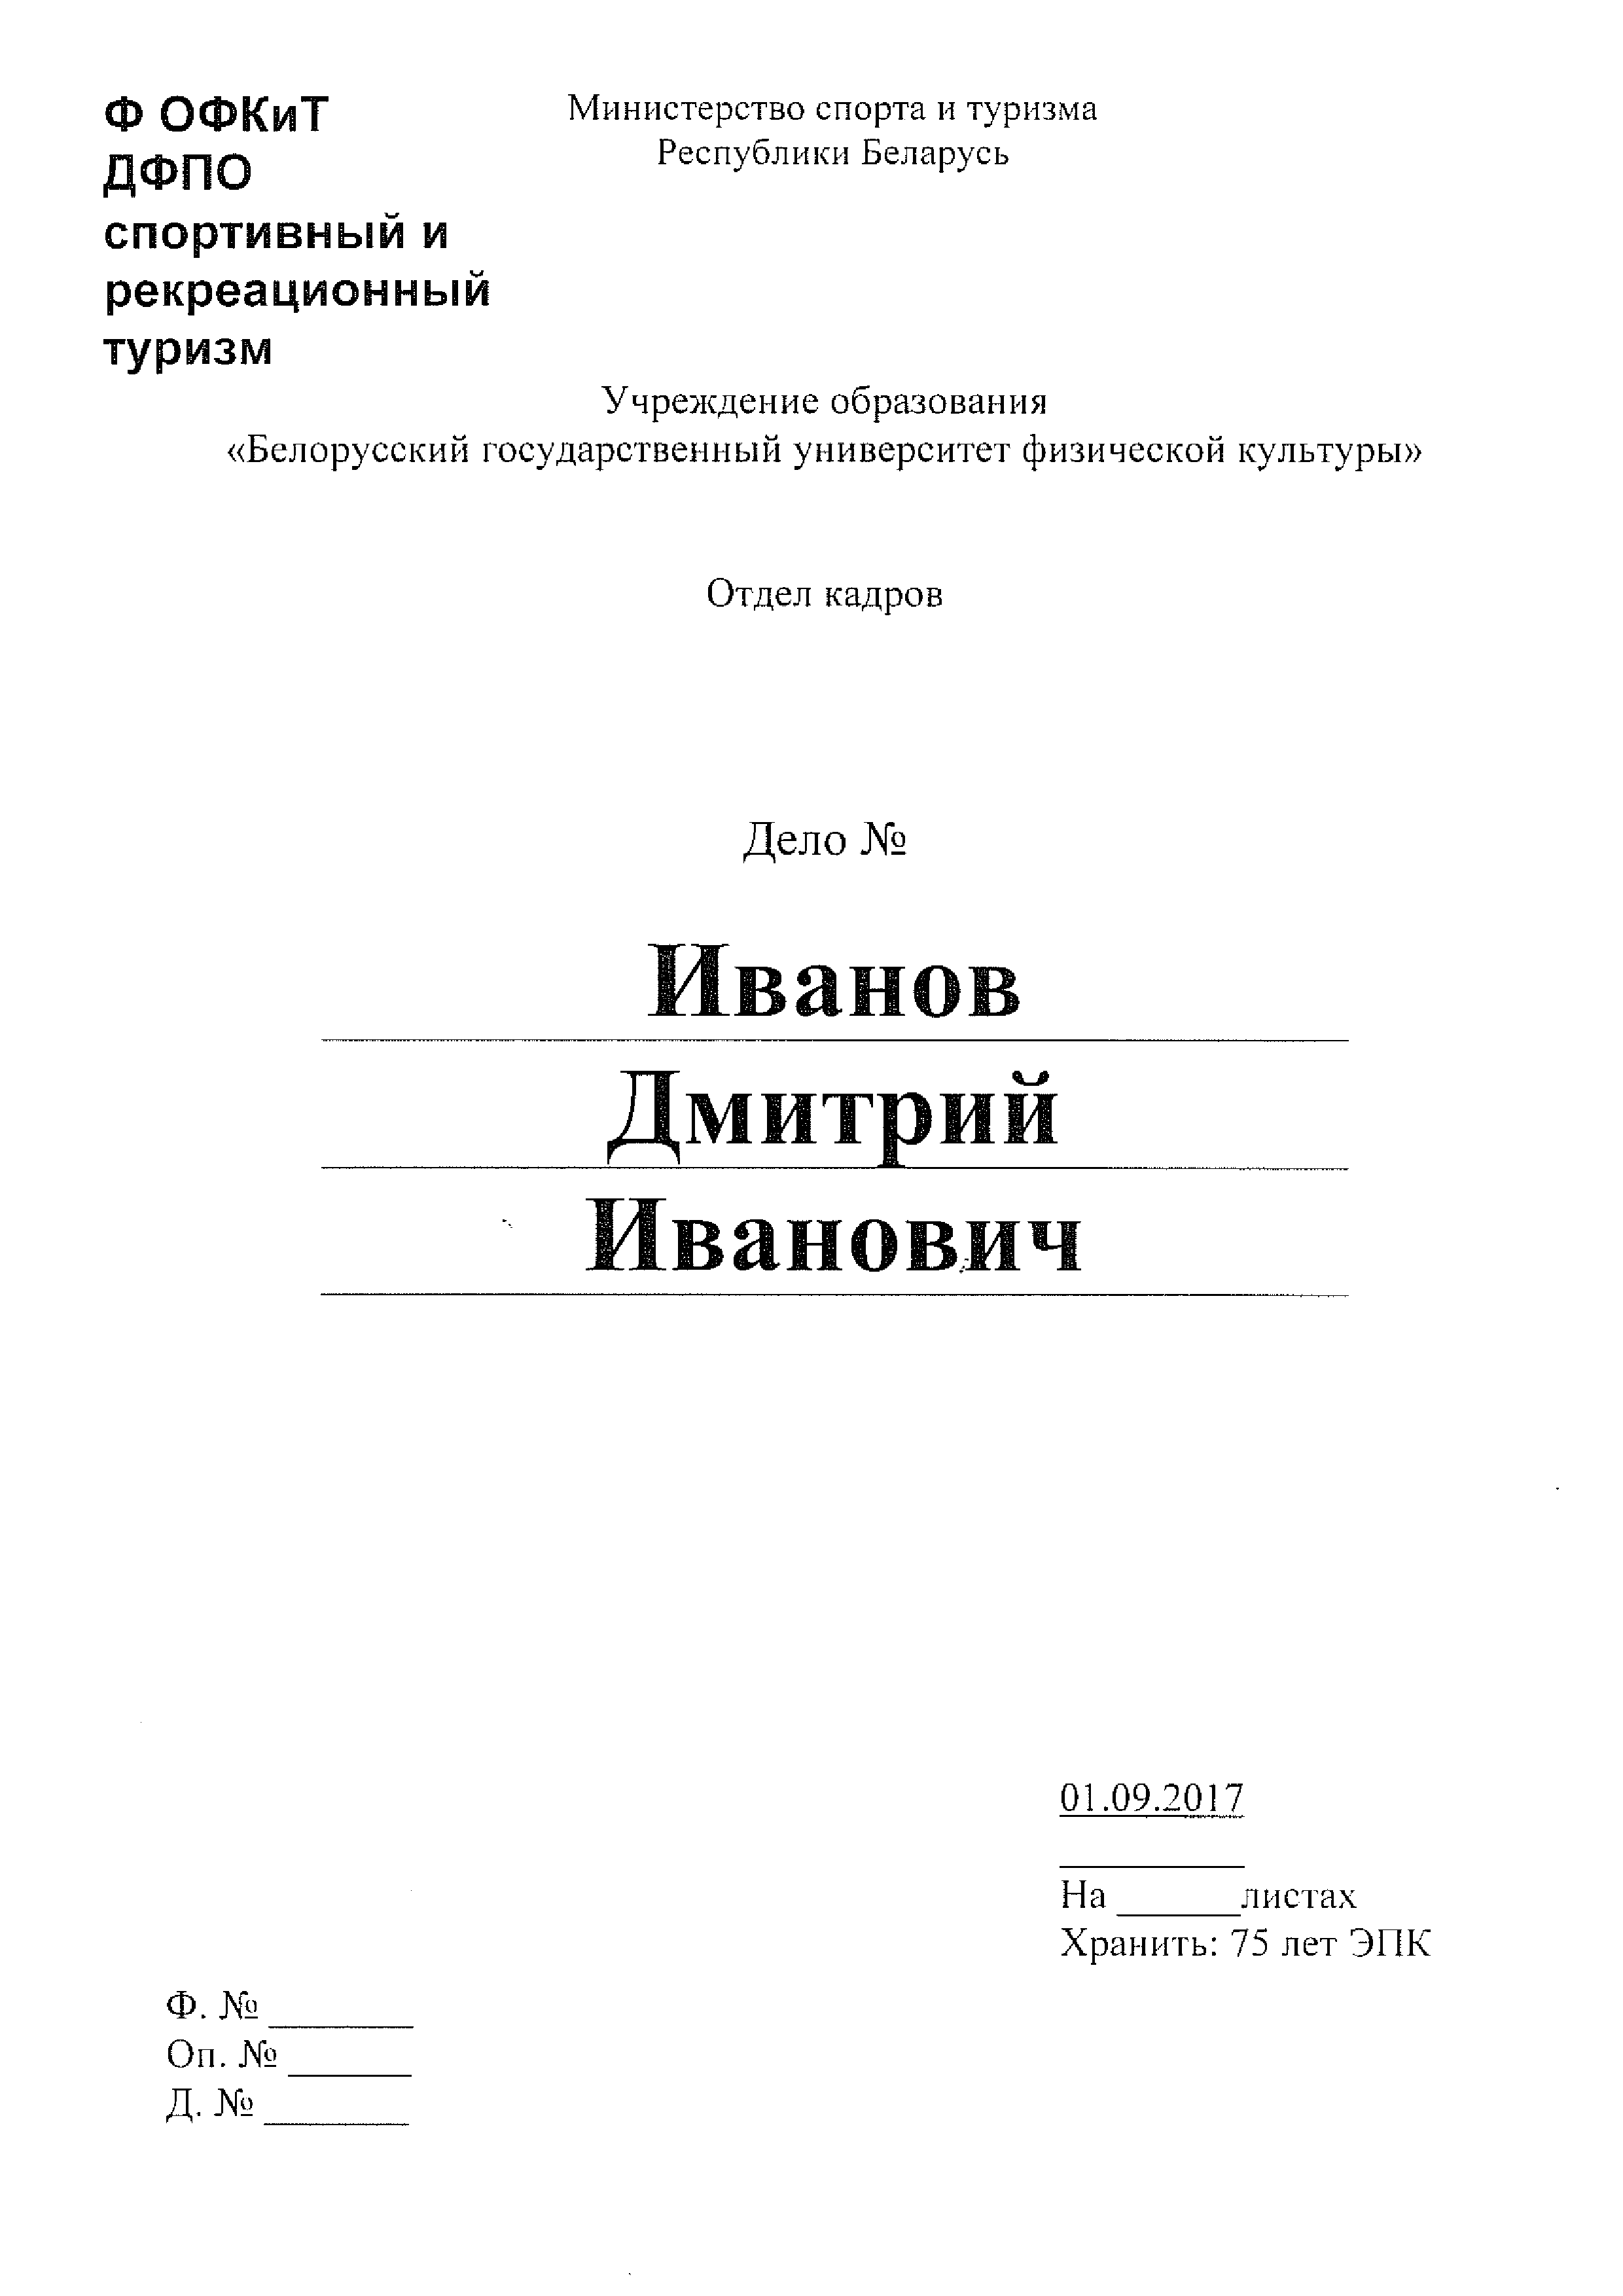 Ф ОФКиТ
ДФПО
спортивный и
рекреационный
туризм
Министерство спорта и туризма
Республики Беларусь
Учреждение образования
«Белорусский государственный университет физической культуры»
Отдел кадров
Дело №
Иванов
Дмитрий
Иванович
01.09.2017
На ______листах
Хранить: 75 лет ЭПК
Ф. № _______
Оп. № ______
Д. № _______